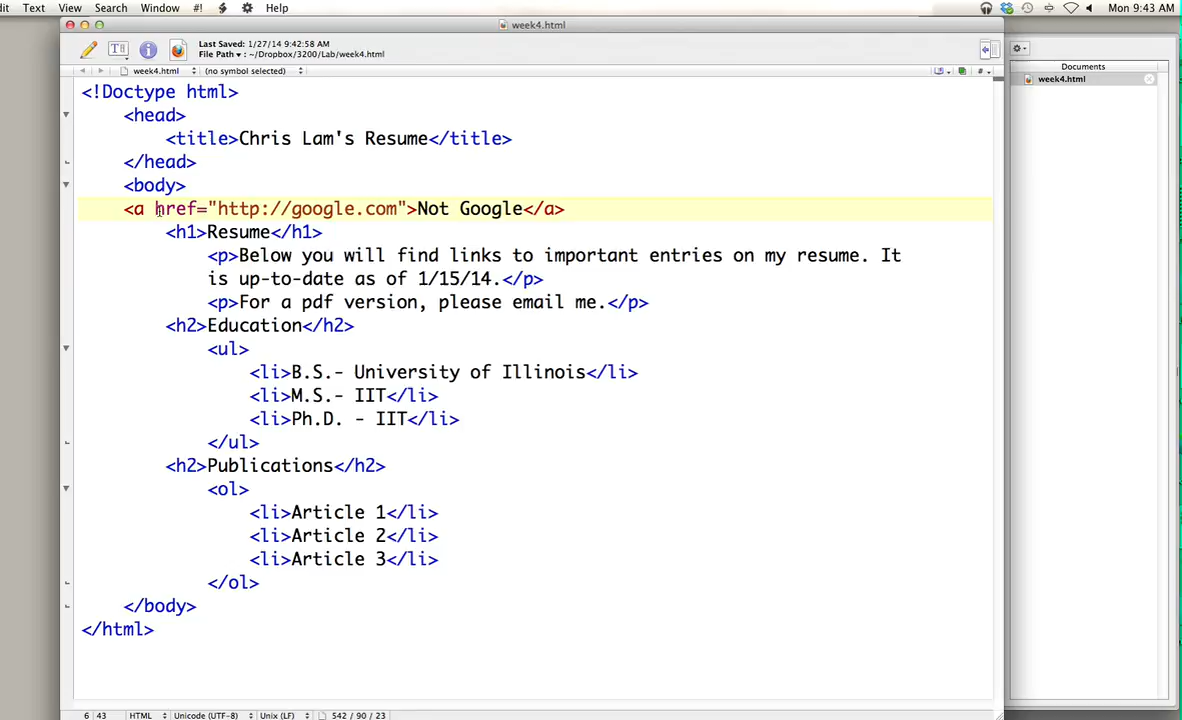 dit Text View Search Window #! Help Mon 9:43 AM
week4.html
Last Saved: 1/27/14 9:42:58 AM
File Path ▾ : ~/Dropbox/3200/Lab/week4.html
week4.html (no symbol selected) #
Documents
week4.html
<!Doctype html>
<head>
<title>Chris Lam's Resume</title>
</head>
<body>
<a href="http://google.com">Not Google</a>
<h1>Resume</h1>
<p>Below you will find links to important entries on my resume. It
is up-to-date as of 1/15/14.</p>
<p>For a pdf version, please email me.</p>
<h2>Education</h2>
<ul>
<li>B.S.- University of Illinois</li>
<li>M.S.- IIT</li>
<li>Ph.D. - IIT</li>
</ul>
<h2>Publications</h2>
<ol>
<li>Article 1</li>
<li>Article 2</li>
<li>Article 3</li>
</ol>
</body>
</html>
6 43 HTML Unicode (UTF-8) Unix (LF) 542 / 90 / 23